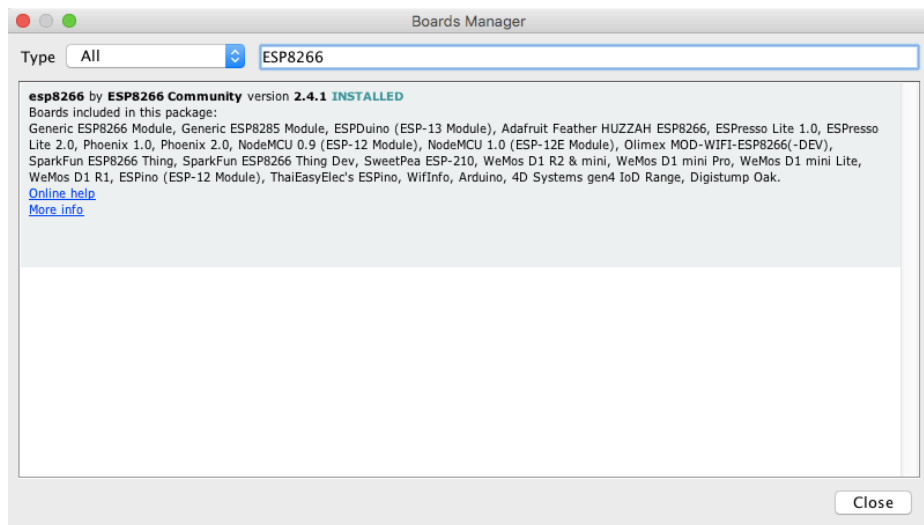 Boards Manager
Type All ESP8266
esp8266 by ESP8266 Community version 2.4.1 INSTALLED
Boards included in this package:
Generic ESP8266 Module, Generic ESP8285 Module, ESPDuino (ESP-13 Module), Adafruit Feather HUZZAH ESP8266, ESPresso Lite 1.0, ESPresso
Lite 2.0, Phoenix 1.0, Phoenix 2.0, NodeMCU 0.9 (ESP-12 Module), NodeMCU 1.0 (ESP-12E Module), Olimex MOD-WIFI-ESP8266(-DEV),
SparkFun ESP8266 Thing, SparkFun ESP8266 Thing Dev, SweetPea ESP-210, WeMos D1 R2 & mini, WeMos D1 mini Pro, WeMos D1 mini Lite,
WeMos D1 R1, ESPino (ESP-12 Module), ThaiEasyElec's ESPino, WifInfo, Arduino, 4D Systems gen4 IoD Range, Digistump Oak.
Online help
More info
Close